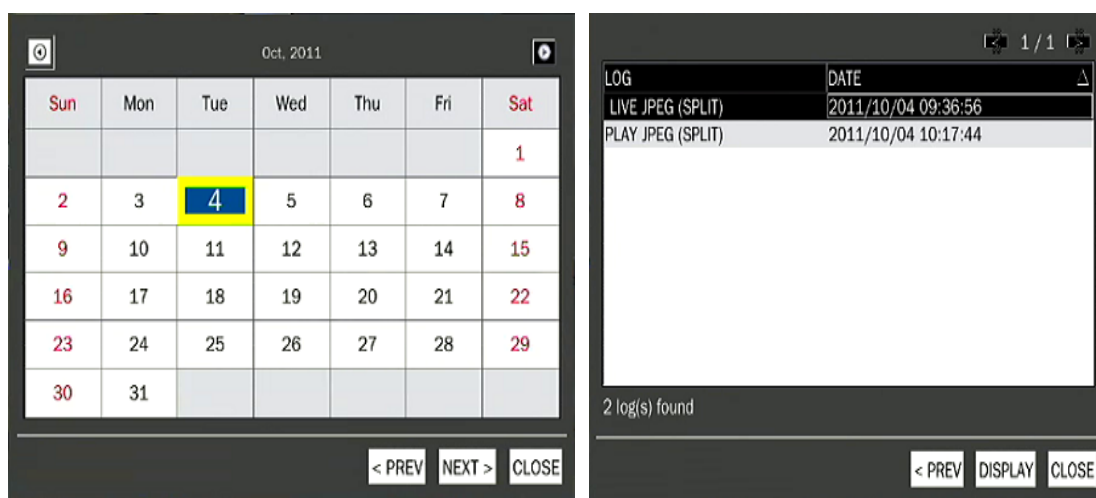 Oct, 2011
Sun Mon Tue Wed Thu Fri Sat
1
2 3 4 5 6 7 8
9 10 11 12 13 14 15
16 17 18 19 20 21 22
23 24 25 26 27 28 29
30 31
< PREV NEXT > CLOSE
1 / 1
LOG DATE
LIVE JPEG (SPLIT) 2011/10/04 09:36:56
PLAY JPEG (SPLIT) 2011/10/04 10:17:44
2 log(s) found
< PREV DISPLAY CLOSE